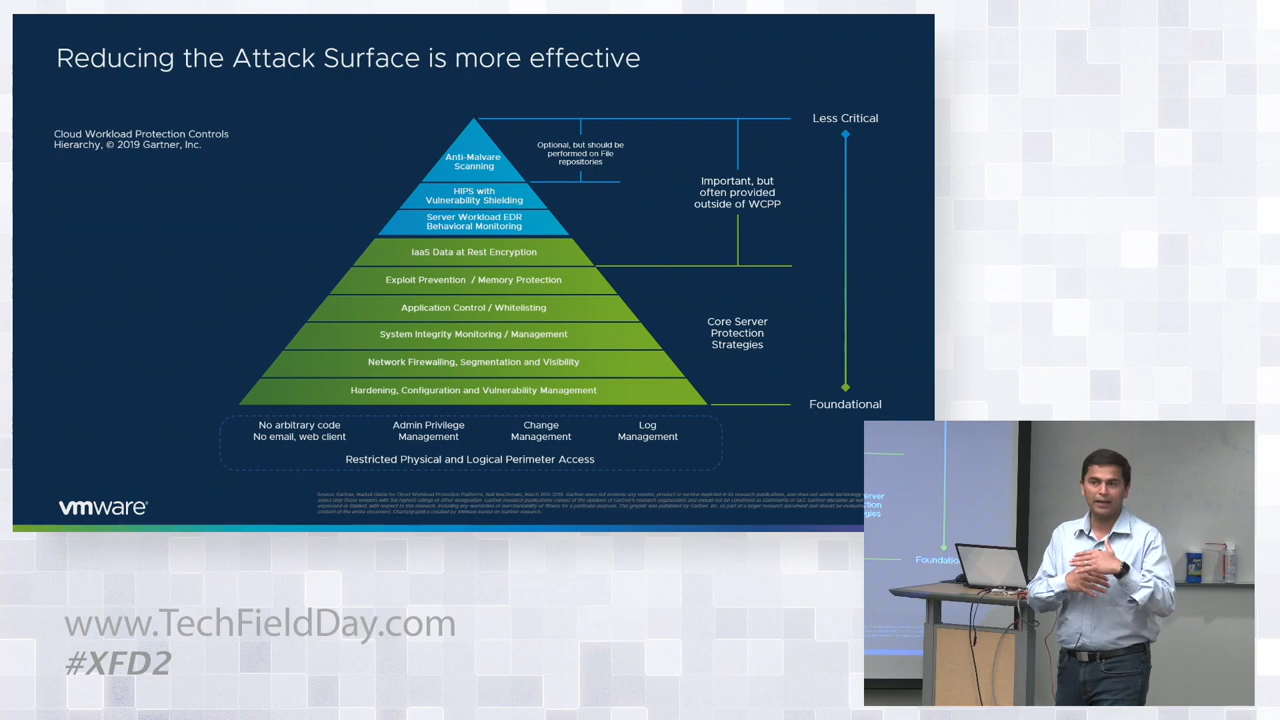 Reducing the Attack Surface is more effective
Cloud Workload Protection Controls
Hierarchy, © 2019 Gartner, Inc.
Anti-Malware
Scanning
HIPS with
Vulnerability Shielding
Server Workload EDR
Behavioral Monitoring
IaaS Data at Rest Encryption
Exploit Prevention / Memory Protection
Application Control / Whitelisting
System Integrity Monitoring / Management
Network Firewalling, Segmentation and Visibility
Hardening, Configuration and Vulnerability Management
Optional, but should be
performed on File
repositories
Important, but
often provided
outside of WCPP
Core Server
Protection
Strategies
Less Critical
Foundational
No arbitrary code
No email, web client
Admin Privilege
Management
Change
Management
Log
Management
Restricted Physical and Logical Perimeter Access
vmware®
www.TechFieldDay.com
#XFD2